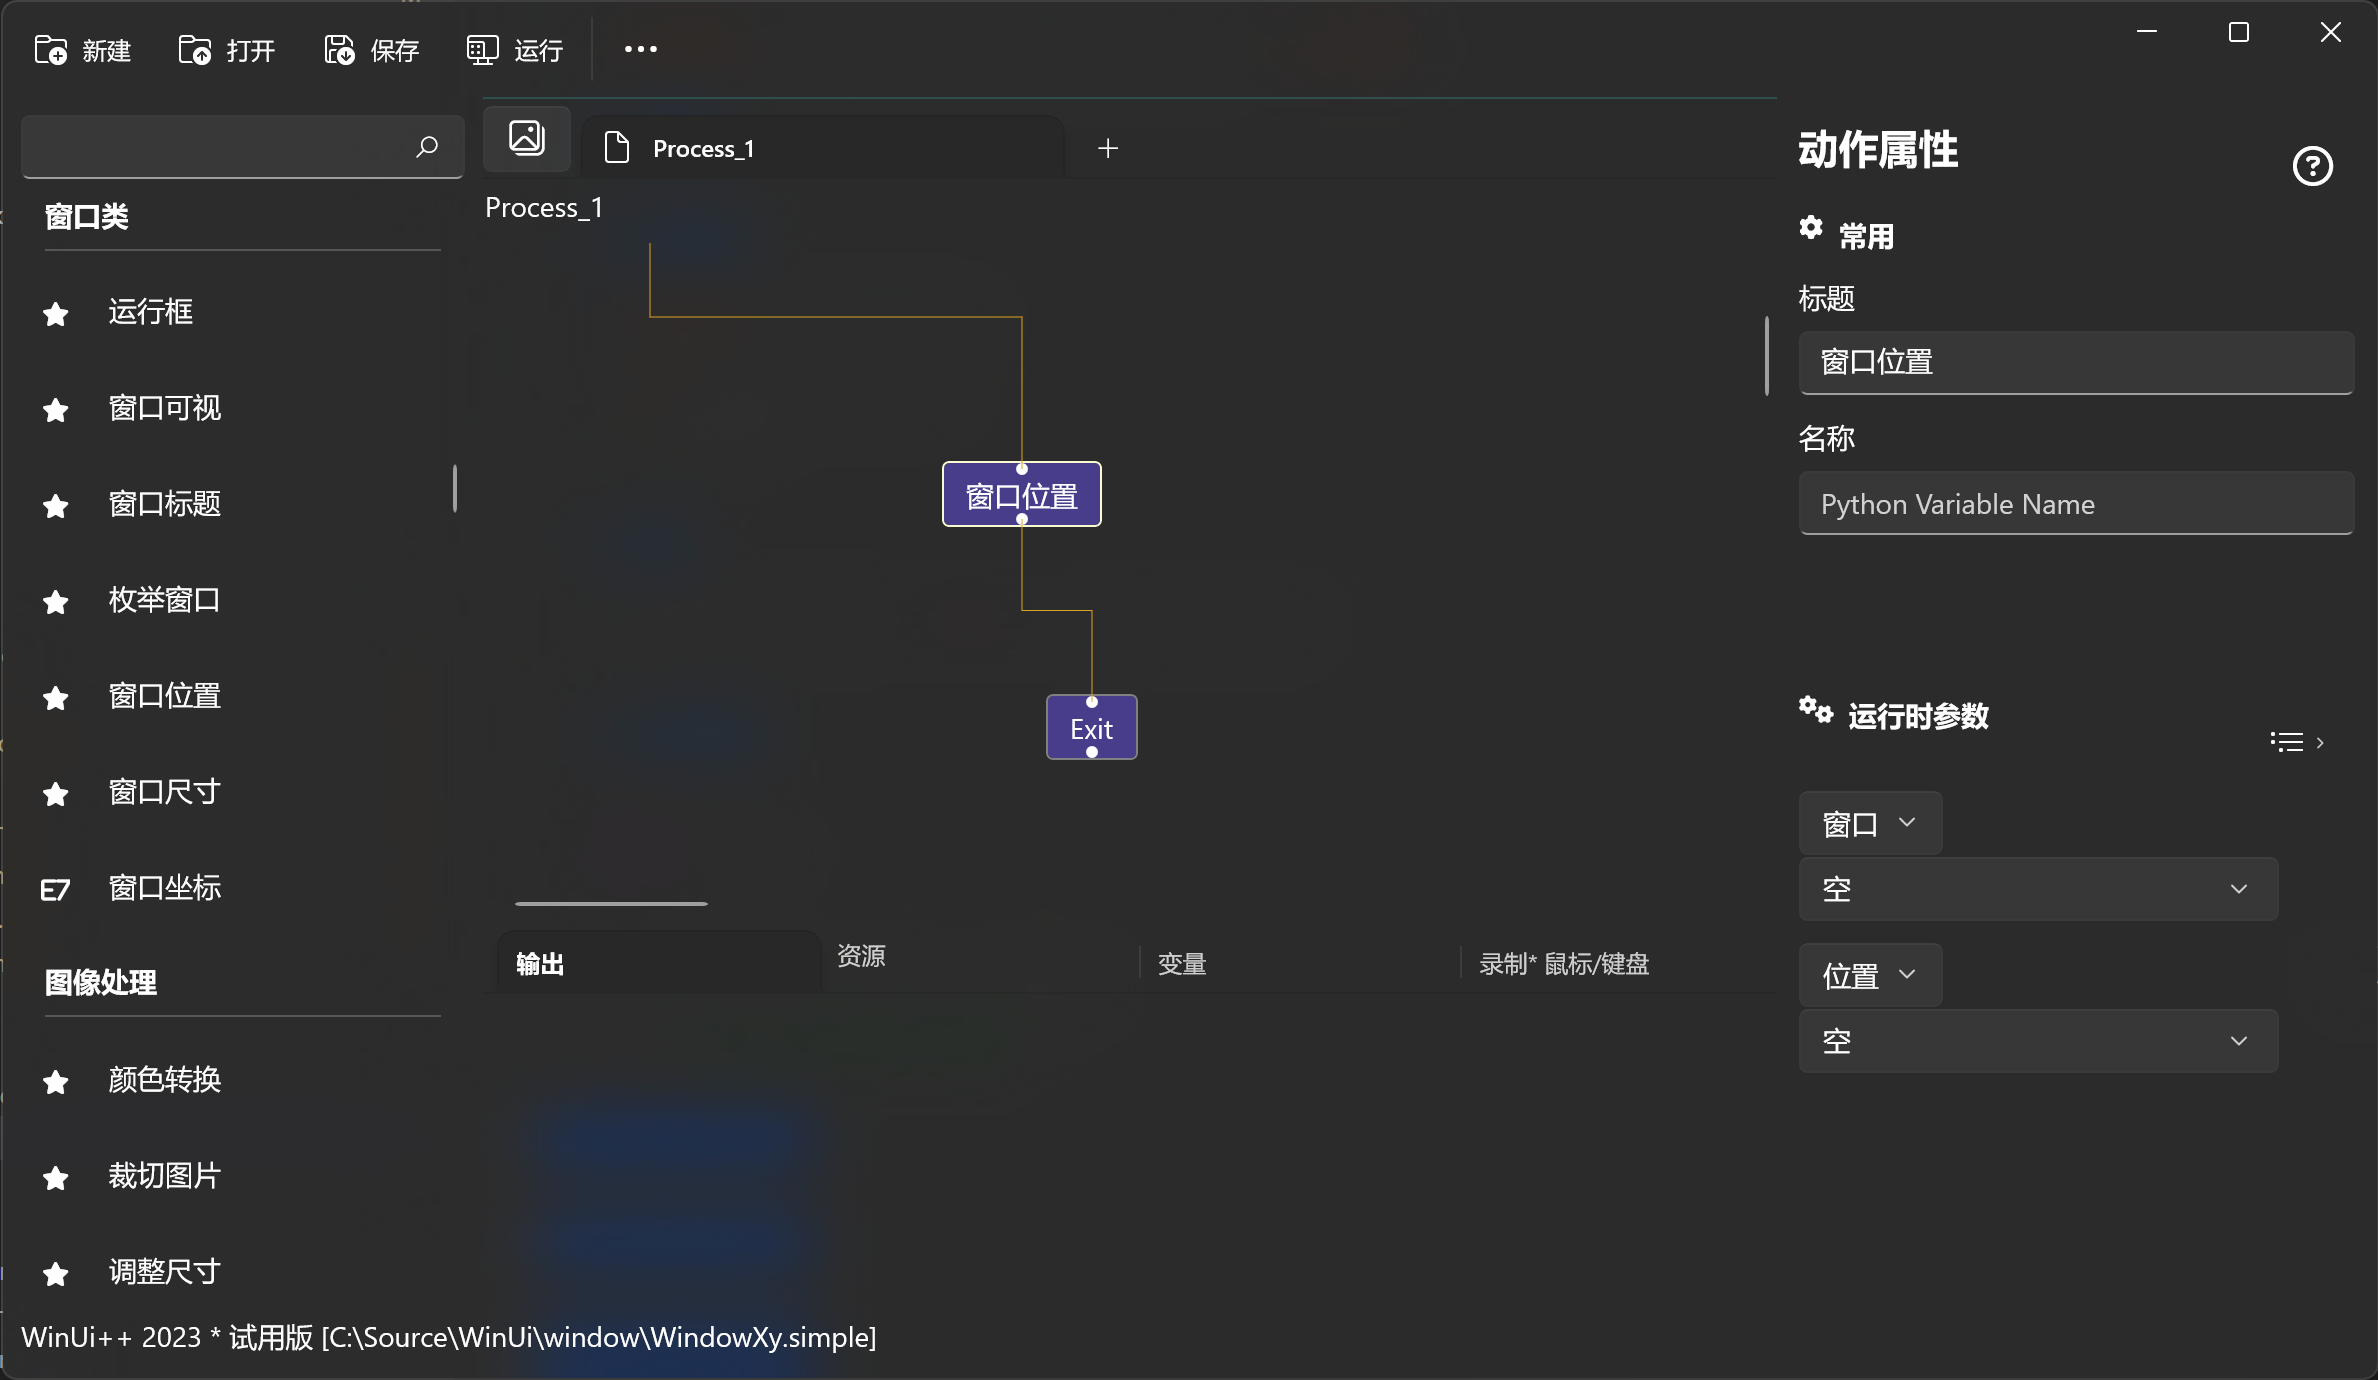 新建
打开
保存
运行
窗口类
运行框
窗口可视
窗口标题
枚举窗口
窗口位置
窗口尺寸
E7 窗口坐标
图像处理
颜色转换
裁切图片
调整尺寸
Process_1
Process_1
窗口位置
Exit
输出
资源
变量
录制* 鼠标/键盘
动作属性
常用
标题
窗口位置
名称
Python Variable Name
运行时参数
窗口
空
位置
空
WinUi++ 2023 * 试用版 [C:\Source\WinUi\window\WindowXy.simple]